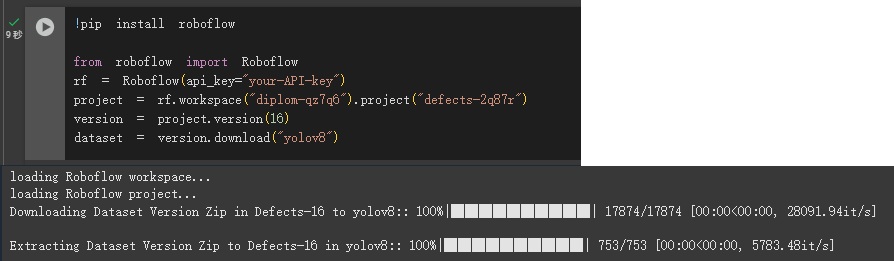 9秒
!pip install roboflow
from roboflow import Roboflow
rf = Roboflow(api_key="your-API-key")
project = rf.workspace("diplom-qz7q6").project("defects-2q87r")
version = project.version(16)
dataset = version.download("yolov8")
loading Roboflow workspace...
loading Roboflow project...
Downloading Dataset Version Zip in Defects-16 to yolov8:: 100%|████████████| 17874/17874 [00:00<00:00, 28091.94it/s]
Extracting Dataset Version Zip to Defects-16 in yolov8:: 100%|████████████| 753/753 [00:00<00:00, 5783.48it/s]